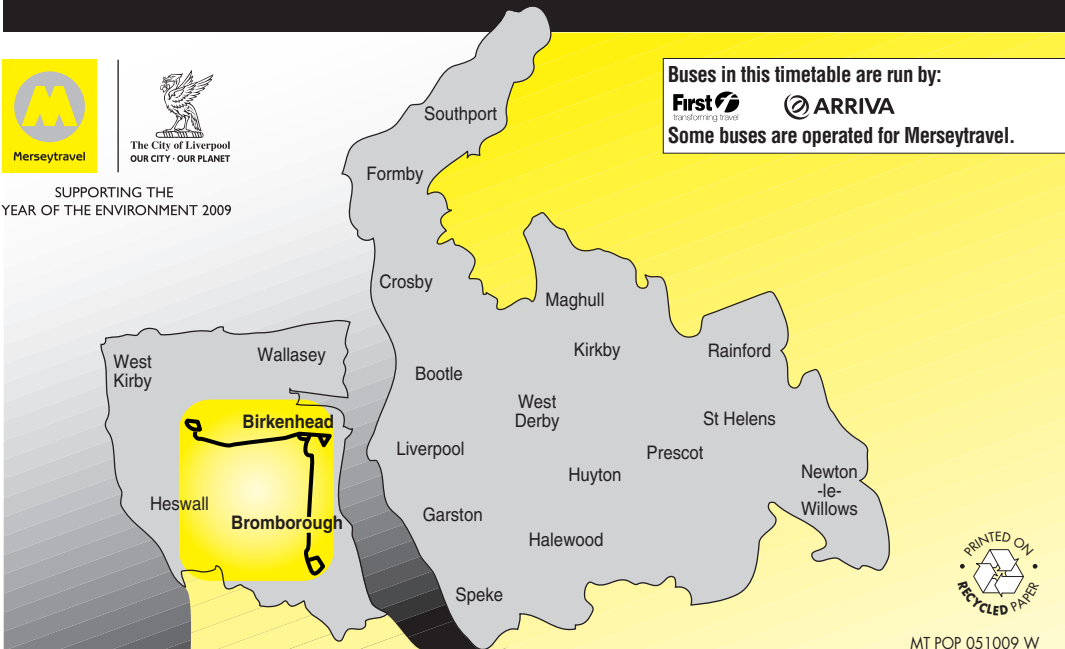 Merseytravel
The City of Liverpool
OUR CITY · OUR PLANET
SUPPORTING THE
YEAR OF THE ENVIRONMENT 2009
Buses in this timetable are run by:
First
transforming travel
ARRIVA
Some buses are operated for Merseytravel.
Southport
Formby
Crosby
Maghull
Kirkby
Rainford
West
Kirby
Wallasey
Bootle
West
Derby
St Helens
Birkenhead
Liverpool
Prescot
Huyton
Newton
-le-
Willows
Heswall
Bromborough
Garston
Halewood
Speke
• PRINTED ON •
RECYCLED PAPER
MT POP 051009 W